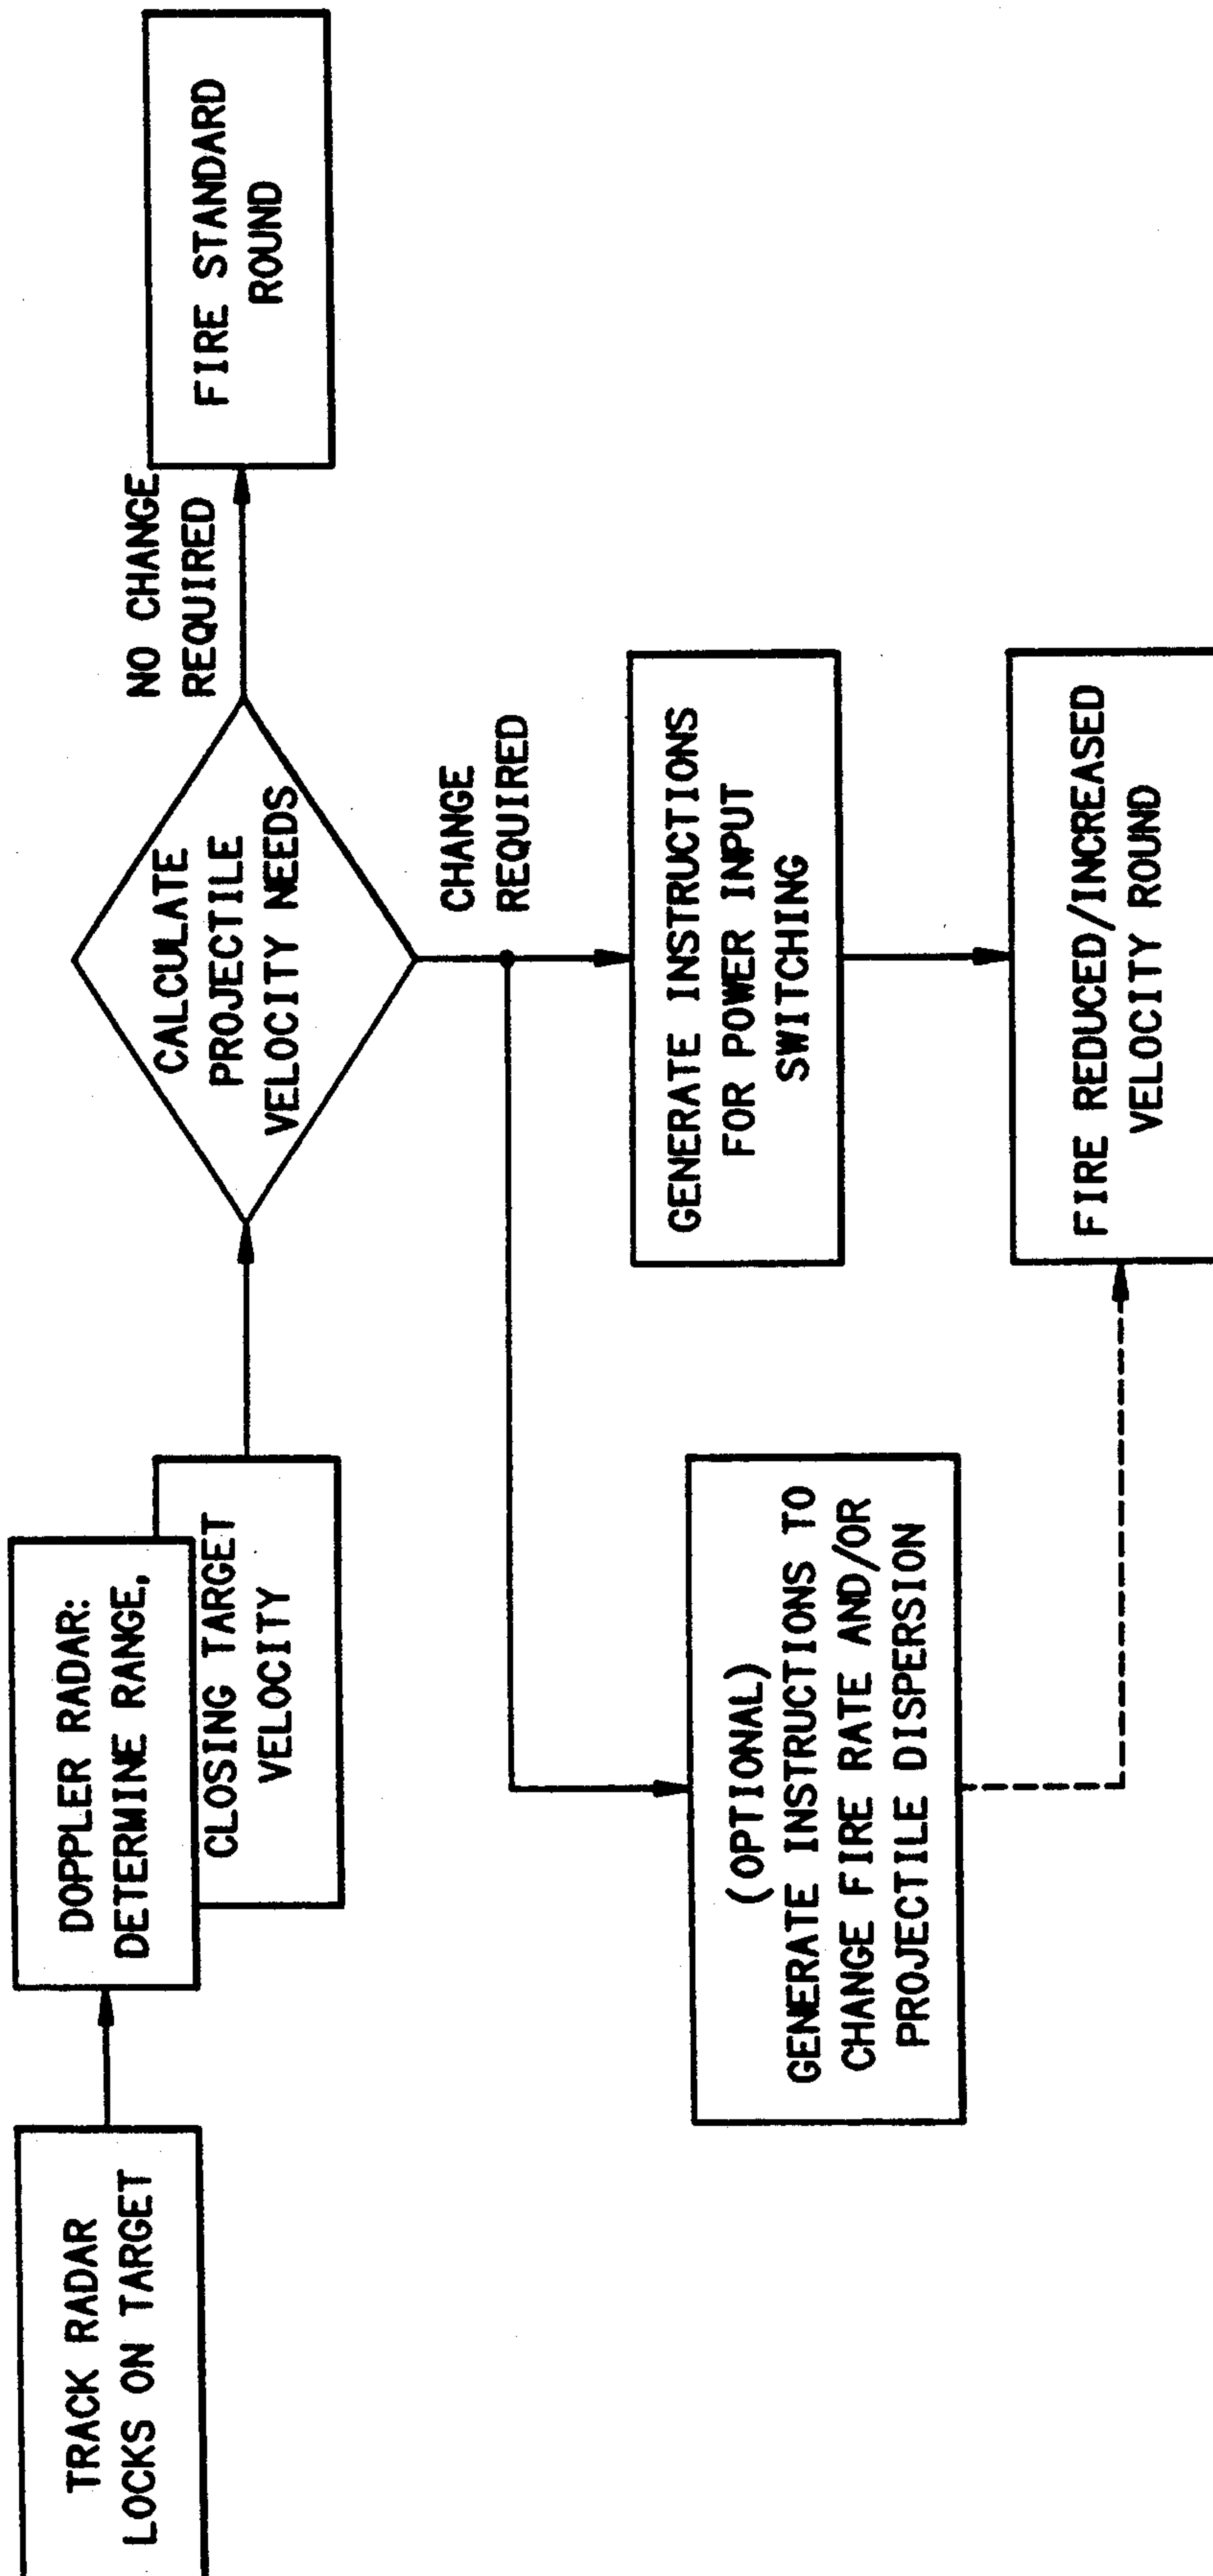 TRACK RADAR
LOCKS ON TARGET
DOPPLER RADAR:
DETERMINE RANGE,
CLOSING TARGET
VELOCITY
CALCULATE
PROJECTILE
VELOCITY NEEDS
NO CHANGE
REQUIRED
FIRE STANDARD
ROUND
CHANGE
REQUIRED
(OPTIONAL)
GENERATE INSTRUCTIONS TO
CHANGE FIRE RATE AND/OR
PROJECTILE DISPERSION
GENERATE INSTRUCTIONS
FOR POWER INPUT
SWITCHING
FIRE REDUCED/INCREASED
VELOCITY ROUND